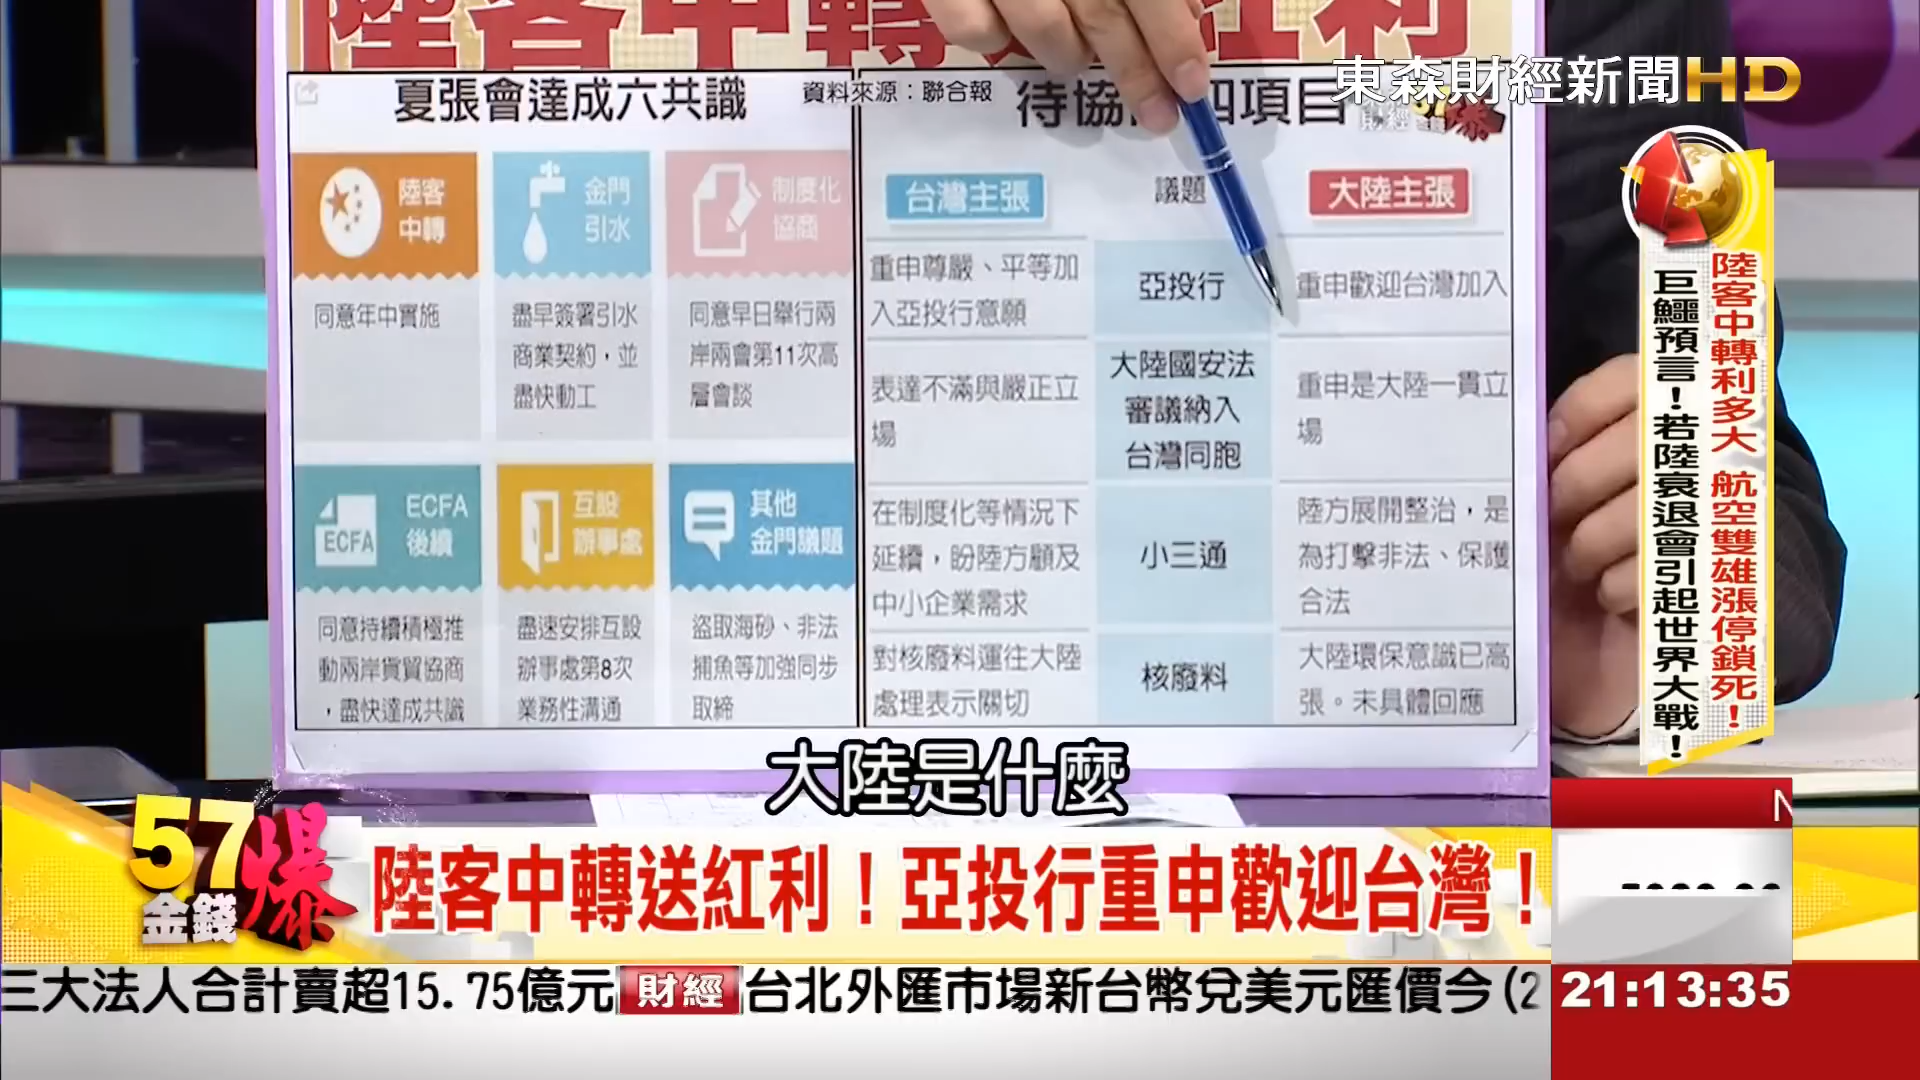 陸客中轉送紅利
東森財經新聞HD
夏張會達成六共識
資料來源：聯合報
待協
四項目
財經
爆
陸客
中轉
同意年中實施
金門
引水
盡早簽署引水
商業契約，並
盡快動工
制度化
協商
同意早日舉行兩
岸兩會第11次高
層會談
ECFA
ECFA
後續
同意持續積極推
動兩岸貨貿協商
，盡快達成共識
互設
辦事處
盡速安排互設
辦事處第8次
業務性溝通
其他
金門議題
盜取海砂、非法
捕魚等加強同步
取締
台灣主張
議題
大陸主張
重申尊嚴、平等加
入亞投行意願
亞投行
重申歡迎台灣加入
表達不滿與嚴正立
場
大陸國安法
審議納入
台灣同胞
重申是大陸一貫立
場
在制度化等情況下
延續，盼陸方顧及
中小企業需求
小三通
陸方展開整治，是
為打擊非法、保護
合法
對核廢料運往大陸
處理表示關切
核廢料
大陸環保意識已高
張。未具體回應
陸客中轉利多大 航空雙雄漲停鎖死！
巨鱷預言！若陸衰退會引起世界大戰！
大陸是什麼
57
金錢
爆
陸客中轉送紅利！亞投行重申歡迎台灣！
三大法人合計賣超15.75億元 財經 台北外匯市場新台幣兌美元匯價今(2
21:13:35